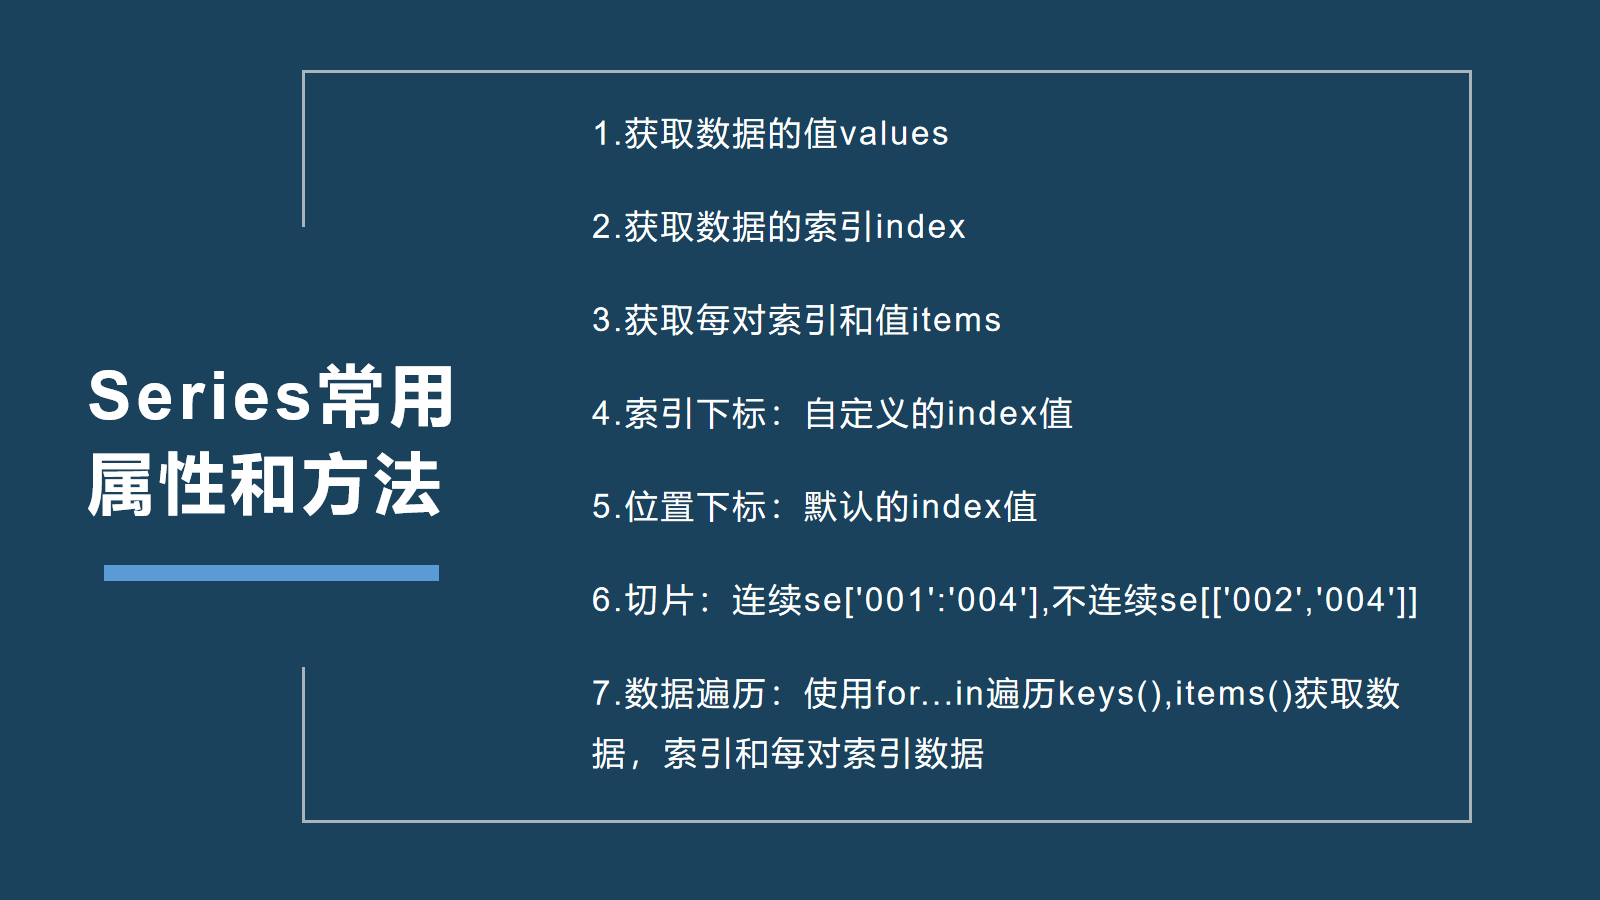 Series常用
属性和方法
1.获取数据的值values
2.获取数据的索引index
3.获取每对索引和值items
4.索引下标：自定义的index值
5.位置下标：默认的index值
6.切片：连续se['001':'004'],不连续se[['002','004']]
7.数据遍历：使用for...in遍历keys(),items()获取数
据，索引和每对索引数据